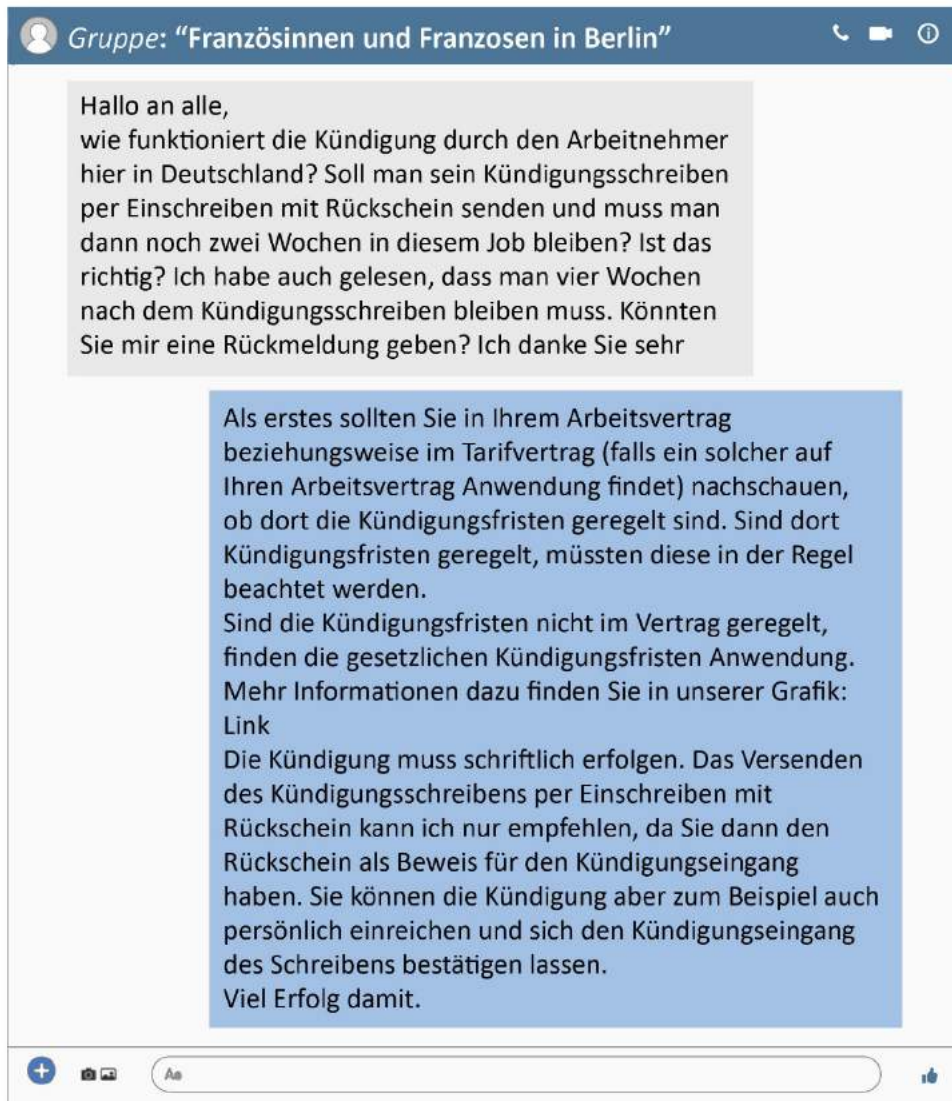 Gruppe: “Französinnen und Franzosen in Berlin”
Hallo an alle,
wie funktioniert die Kündigung durch den Arbeitnehmer
hier in Deutschland? Soll man sein Kündigungsschreiben
per Einschreiben mit Rückschein senden und muss man
dann noch zwei Wochen in diesem Job bleiben? Ist das
richtig? Ich habe auch gelesen, dass man vier Wochen
nach dem Kündigungsschreiben bleiben muss. Könnten
Sie mir eine Rückmeldung geben? Ich danke Sie sehr
Als erstes sollten Sie in Ihrem Arbeitsvertrag
beziehungsweise im Tarifvertrag (falls ein solcher auf
Ihren Arbeitsvertrag Anwendung findet) nachschauen,
ob dort die Kündigungsfristen geregelt sind. Sind dort
Kündigungsfristen geregelt, müssten diese in der Regel
beachtet werden.
Sind die Kündigungsfristen nicht im Vertrag geregelt,
finden die gesetzlichen Kündigungsfristen Anwendung.
Mehr Informationen dazu finden Sie in unserer Grafik:
Link
Die Kündigung muss schriftlich erfolgen. Das Versenden
des Kündigungsschreibens per Einschreiben mit
Rückschein kann ich nur empfehlen, da Sie dann den
Rückschein als Beweis für den Kündigungseingang
haben. Sie können die Kündigung aber zum Beispiel auch
persönlich einreichen und sich den Kündigungseingang
des Schreibens bestätigen lassen.
Viel Erfolg damit.
Aa